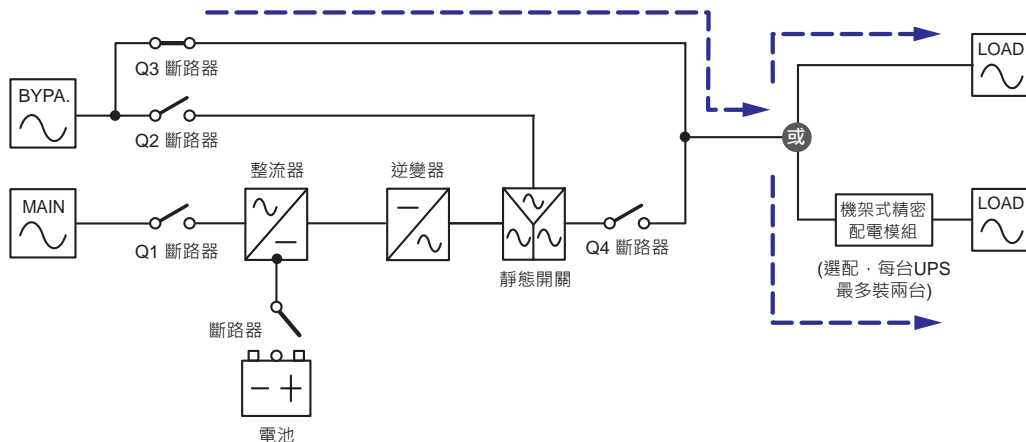 LOAD
Q3 斷路器
BYPA.
或
Q2 斷路器
整流器
逆變器
MAIN
LOAD
機架式精密
配電模組
Q1 斷路器
Q4 斷路器
靜態開關
(選配，每台UPS
最多裝兩台)
斷路器
電池